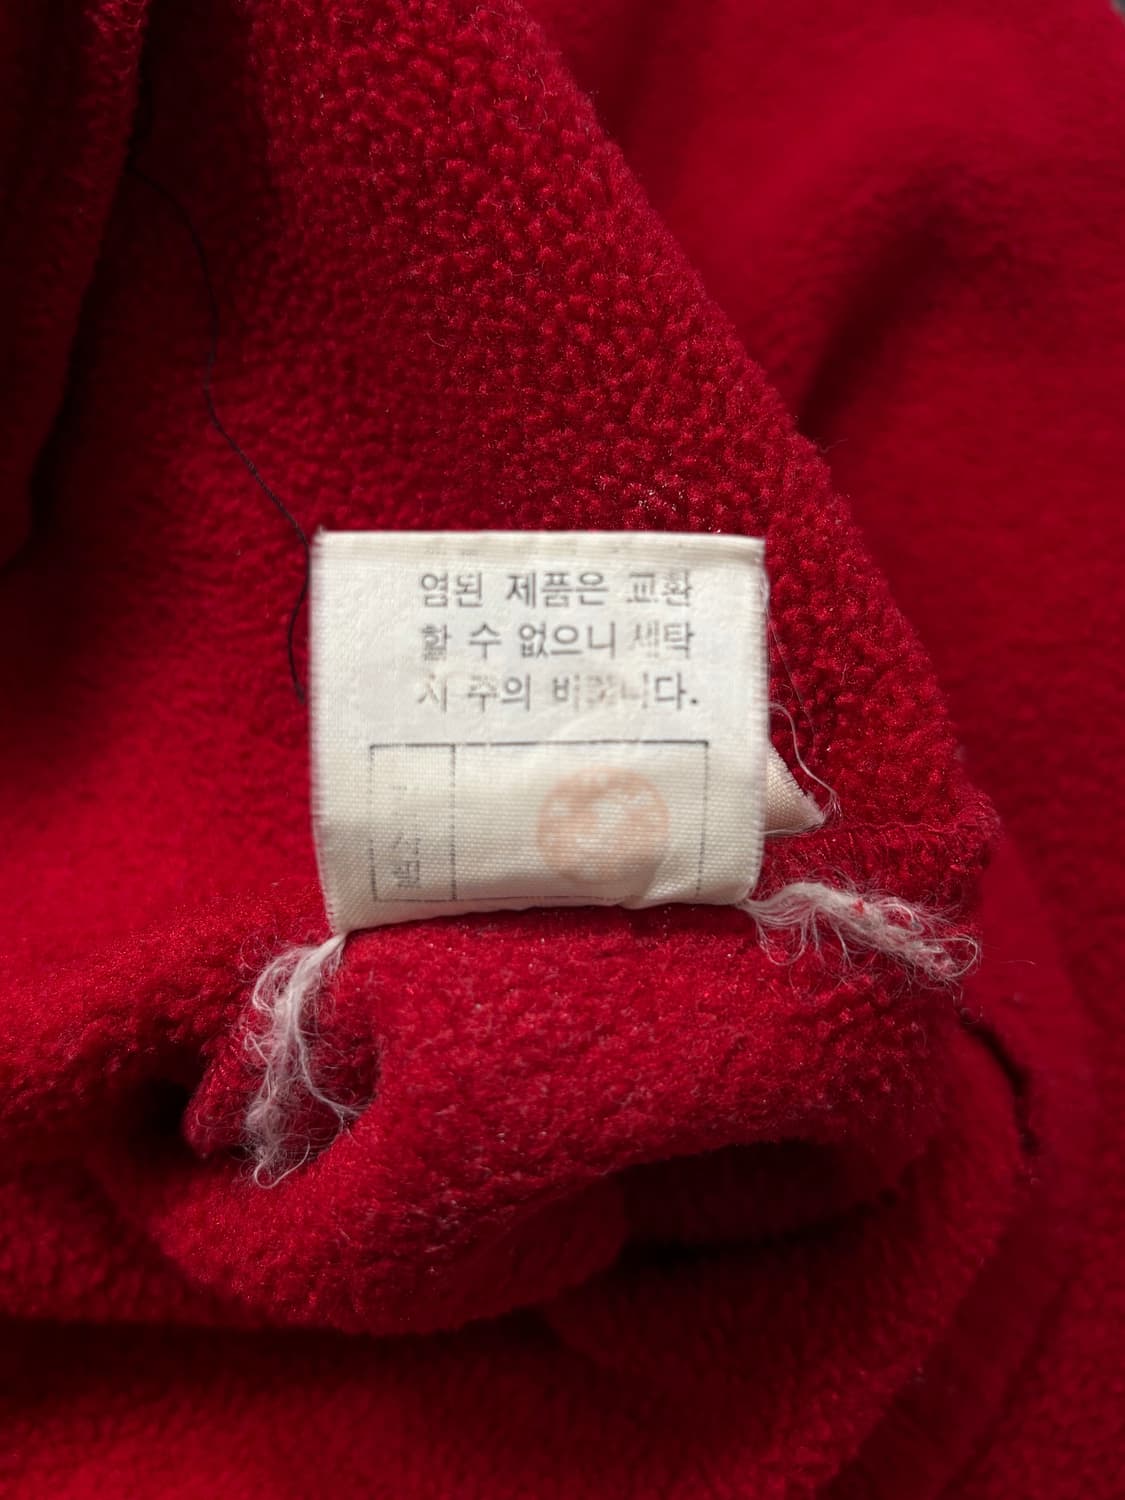 염된 제품은 교환
할 수 없으니 세탁
시 주의 바랍니다.